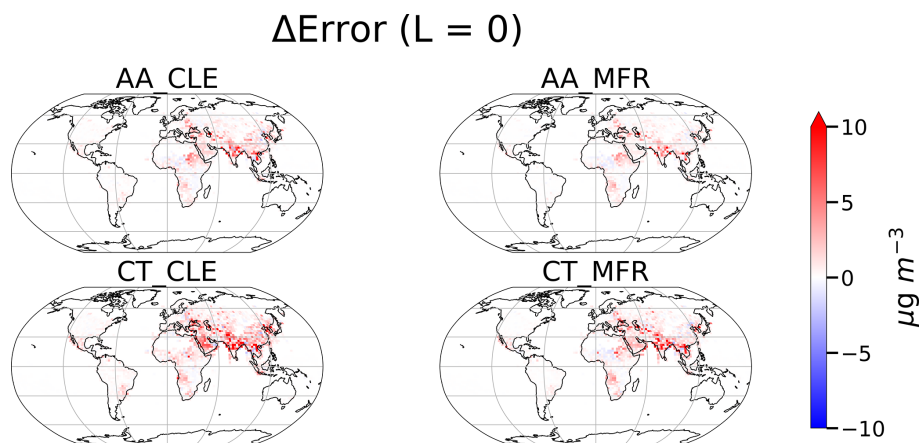 ΔError (L = 0)
AA_CLE
AA_MFR
CT_CLE
CT_MFR
10
5
0
−5
−10
μg m⁻³